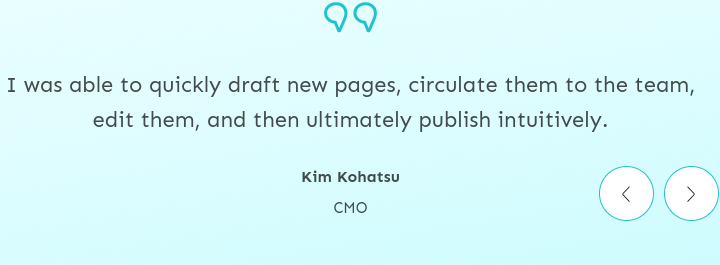 I was able to quickly draft new pages, circulate them to the team,
edit them, and then ultimately publish intuitively.
Kim Kohatsu
CMO